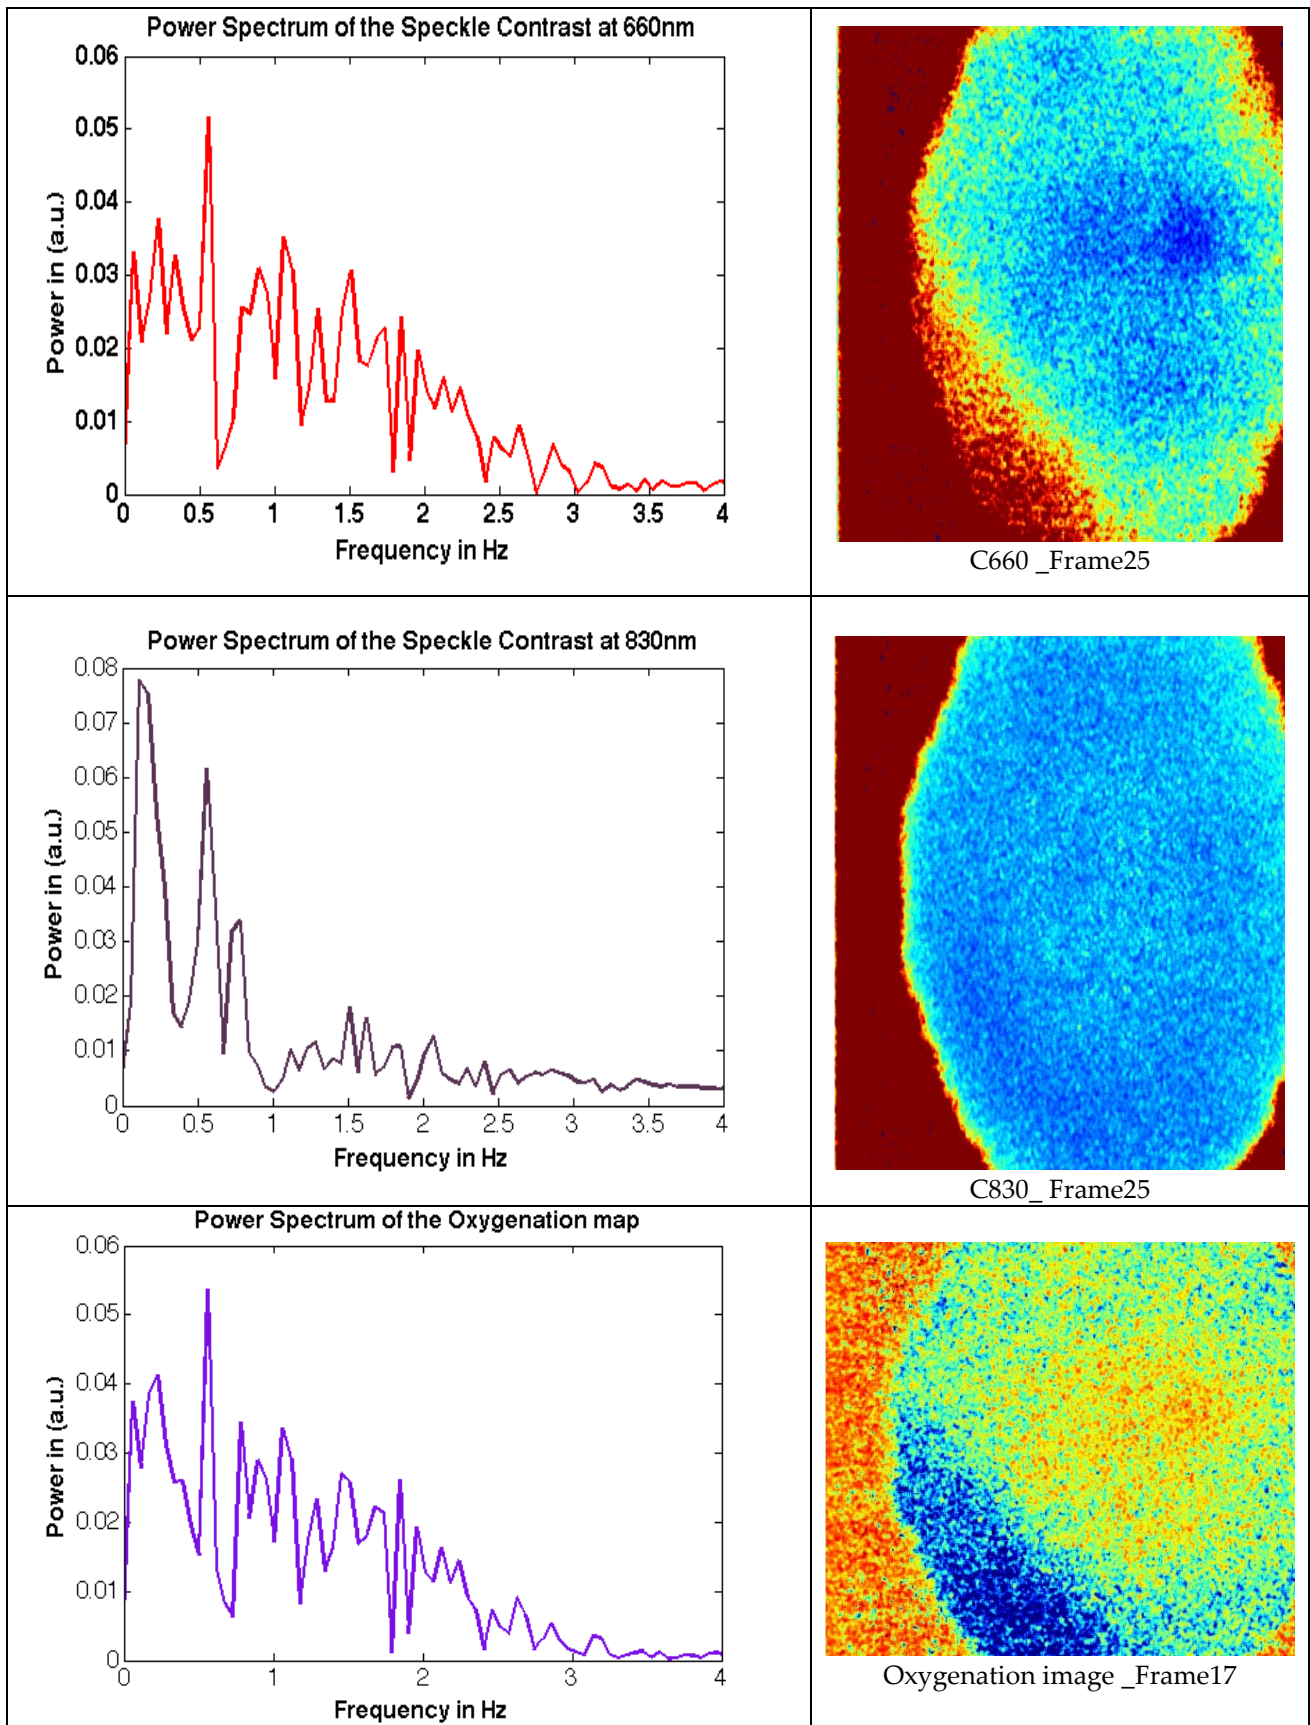 Power Spectrum of the Speckle Contrast at 660nm
Power in (a.u.)
0.06
0.05
0.04
0.03
0.02
0.01
0
0 0.5 1 1.5 2 2.5 3 3.5 4
Frequency in Hz
C660 _Frame25
Power Spectrum of the Speckle Contrast at 830nm
Power in (a.u.)
0.08
0.07
0.06
0.05
0.04
0.03
0.02
0.01
0
0 0.5 1 1.5 2 2.5 3 3.5 4
Frequency in Hz
C830_ Frame25
Power Spectrum of the Oxygenation map
Power in (a.u.)
0.06
0.05
0.04
0.03
0.02
0.01
0
0 1 2 3 4
Frequency in Hz
Oxygenation image _Frame17